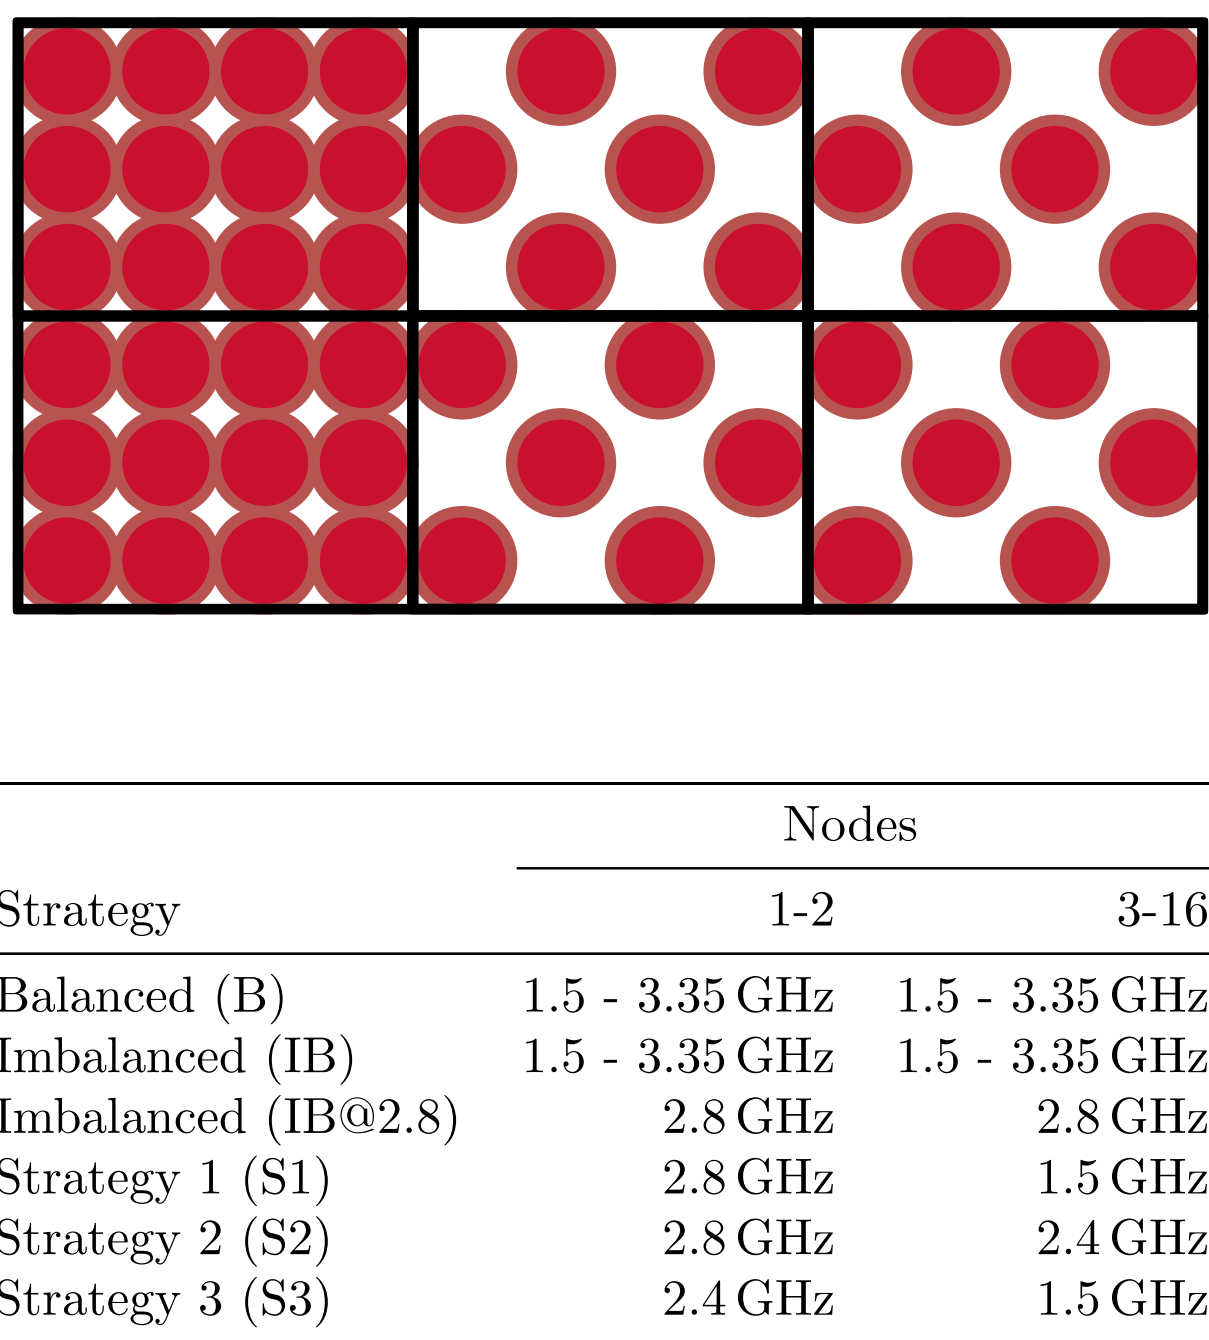 Nodes
Strategy 1-2 3-16
Balanced (B) 1.5 - 3.35 GHz 1.5 - 3.35 GHz
Imbalanced (IB) 1.5 - 3.35 GHz 1.5 - 3.35 GHz
Imbalanced (IB@2.8) 2.8 GHz 2.8 GHz
Strategy 1 (S1) 2.8 GHz 1.5 GHz
Strategy 2 (S2) 2.8 GHz 2.4 GHz
Strategy 3 (S3) 2.4 GHz 1.5 GHz